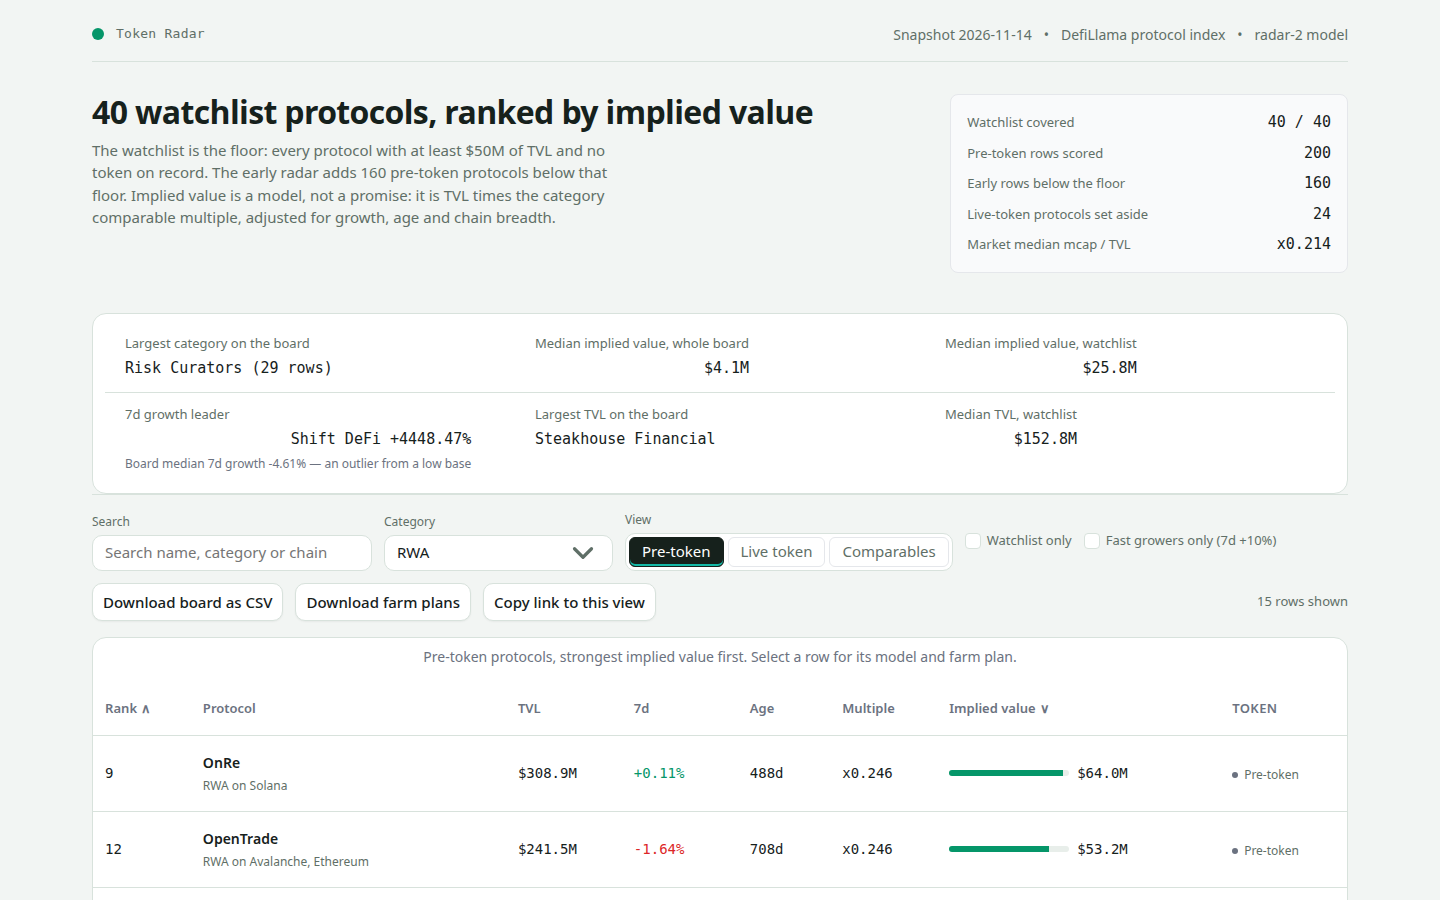 Token Radar
Snapshot 2026-11-14 • DefiLlama protocol index • radar-2 model
40 watchlist protocols, ranked by implied value
The watchlist is the floor: every protocol with at least $50M of TVL and no
token on record. The early radar adds 160 pre-token protocols below that
floor. Implied value is a model, not a promise: it is TVL times the category
comparable multiple, adjusted for growth, age and chain breadth.
Watchlist covered 40 / 40
Pre-token rows scored 200
Early rows below the floor 160
Live-token protocols set aside 24
Market median mcap / TVL x0.214
Largest category on the board
Risk Curators (29 rows)
Median implied value, whole board
$4.1M
Median implied value, watchlist
$25.8M
7d growth leader
Shift DeFi +4448.47%
Board median 7d growth -4.61% — an outlier from a low base
Largest TVL on the board
Steakhouse Financial
Median TVL, watchlist
$152.8M
Search
Search name, category or chain
Category
RWA
View
Pre-token Live token Comparables
Watchlist only Fast growers only (7d +10%)
Download board as CSV Download farm plans Copy link to this view
15 rows shown
Pre-token protocols, strongest implied value first. Select a row for its model and farm plan.
Rank ∧ Protocol TVL 7d Age Multiple Implied value ∨ TOKEN
9 OnRe $308.9M +0.11% 488d x0.246 $64.0M Pre-token
RWA on Solana
12 OpenTrade $241.5M -1.64% 708d x0.246 $53.2M Pre-token
RWA on Avalanche, Ethereum